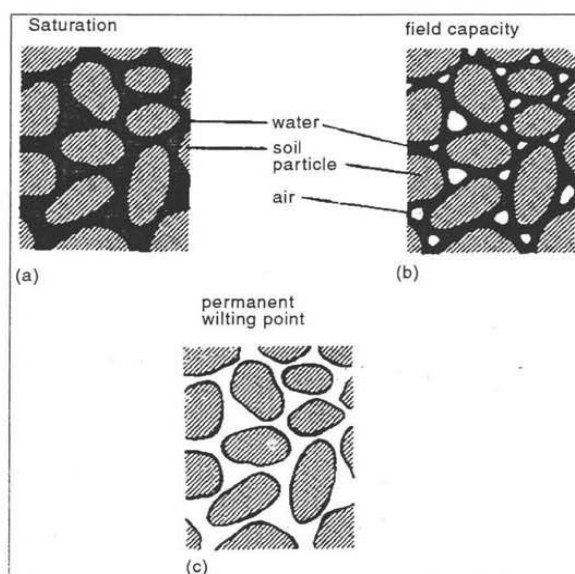 Saturation
field capacity
water
soil
particle
air
(a)
(b)
permanent
wilting point
(c)